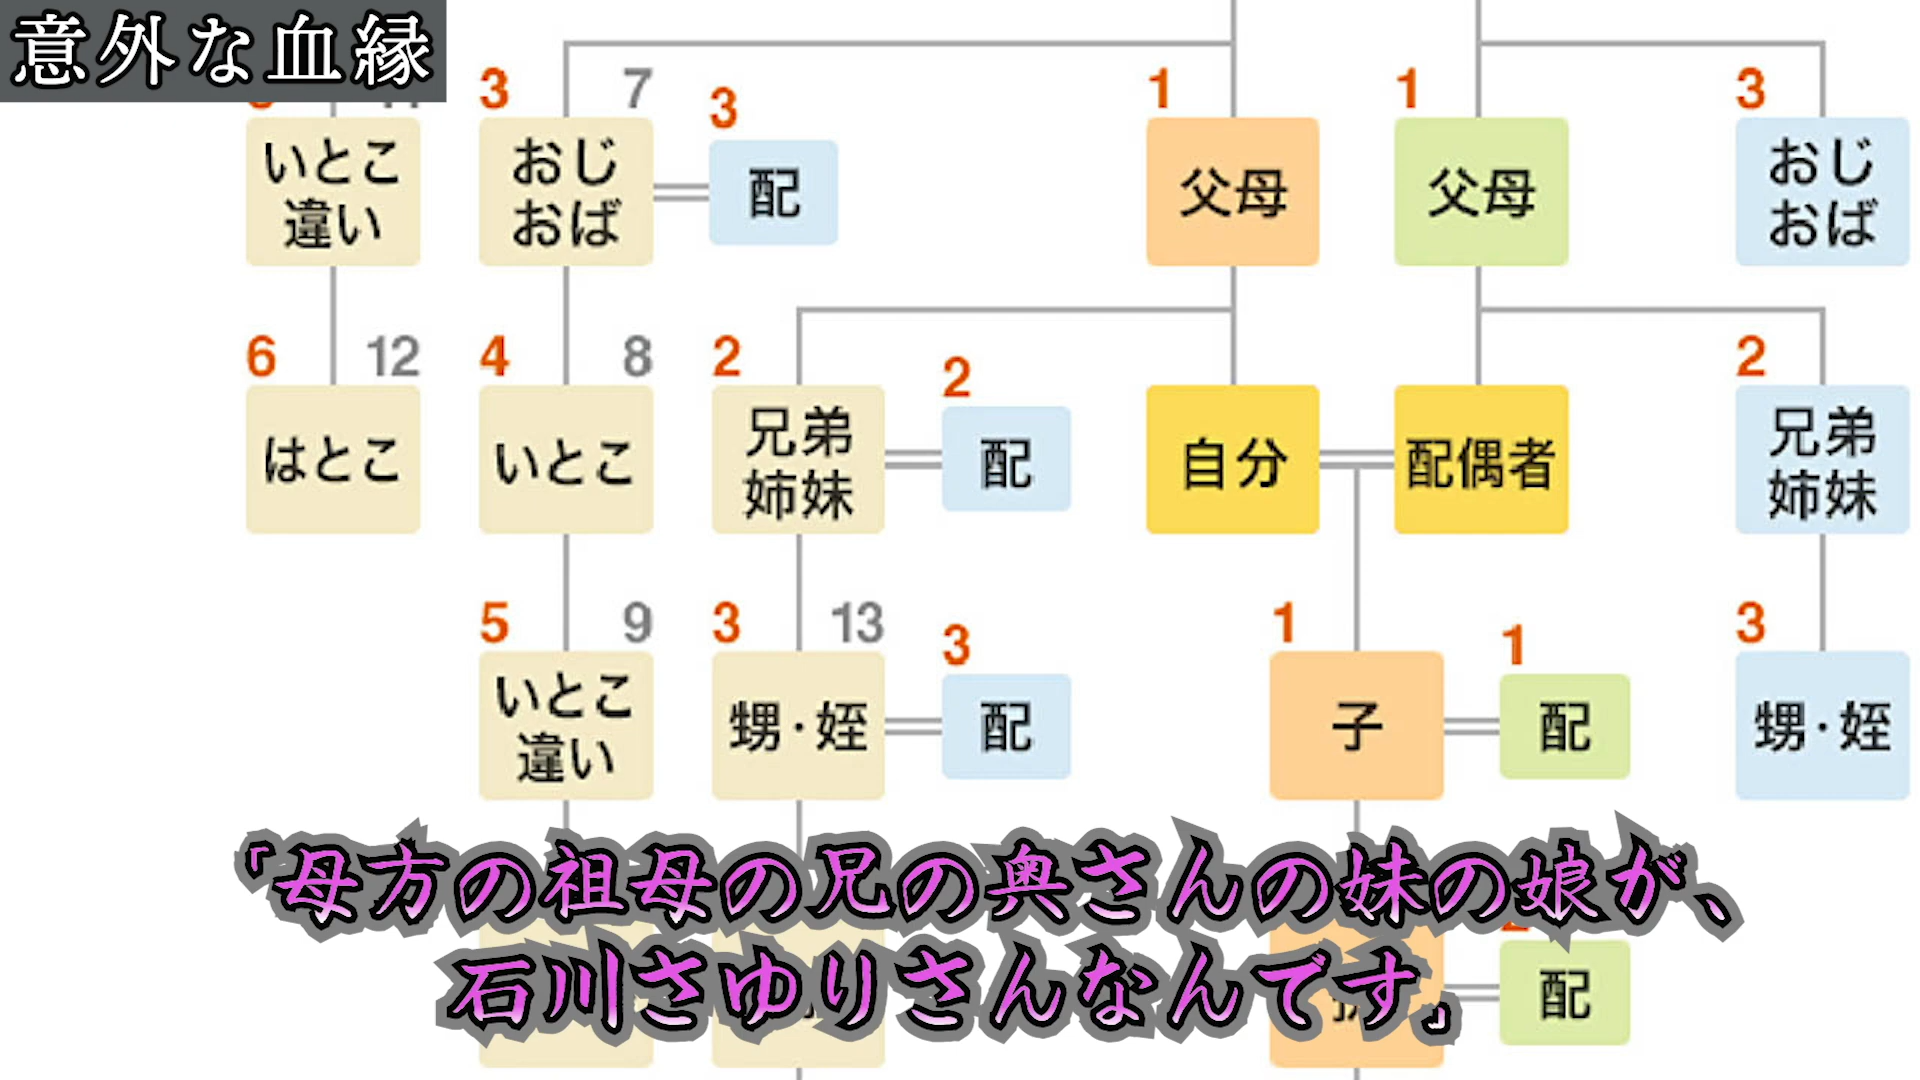 意外な血縁
3 7 3 1 1 3
いとこ
違い
おじ
おば
配
父母
父母
おじ
おば
6 12 4 8 2 2 2
はとこ
いとこ
兄弟
姉妹
配
自分
配偶者
兄弟
姉妹
5 9 3 13 3 1 1 3
いとこ
違い
甥・姪
配
子
配
甥・姪
「母方の祖母の兄の奥さんの妹の娘が、
石川さゆりさんなんです」
配